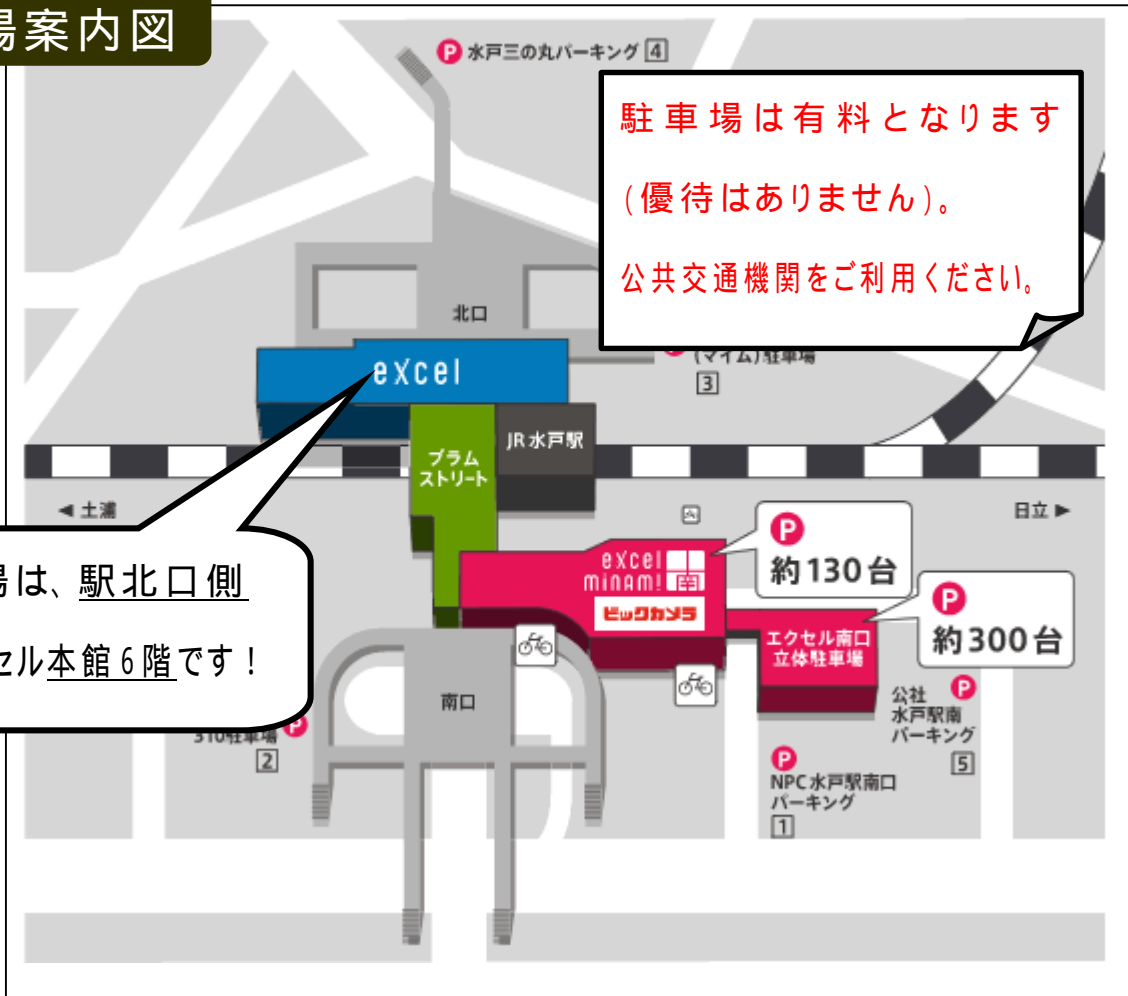 場案内図
P 水戸三の丸パーキング 4
駐車場は有料となります
(優待はありません)。
公共交通機関をご利用ください。
北口
(マイム)駐車場
3
excel
JR水戸駅
プラム
ストリート
◀ 土浦
日立 ▶
P
約130台
excel
minami 南
ビックカメラ
P
約300台
エクセル南口
立体駐車場
場は、駅北口側
セル本館6階です!
南口
310駐車場 P
2
公社 P
水戸駅南
パーキング
5
P
NPC水戸駅南口
パーキング
1